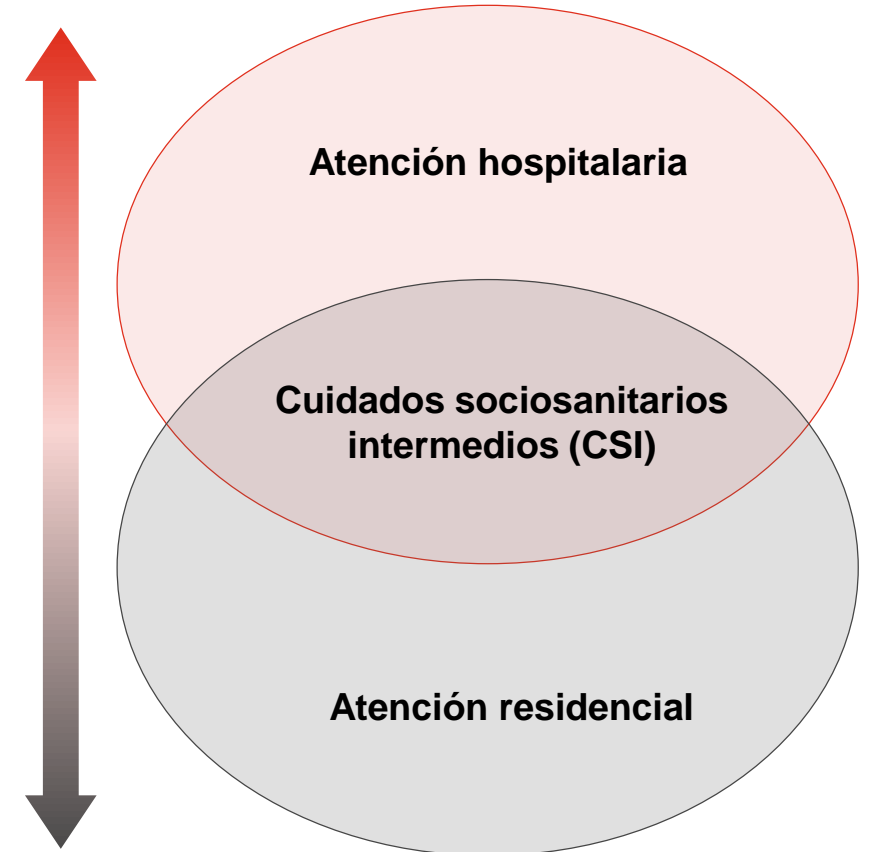 Atención hospitalaria
Cuidados sociosanitarios
intermedios (CSI)
Atención residencial